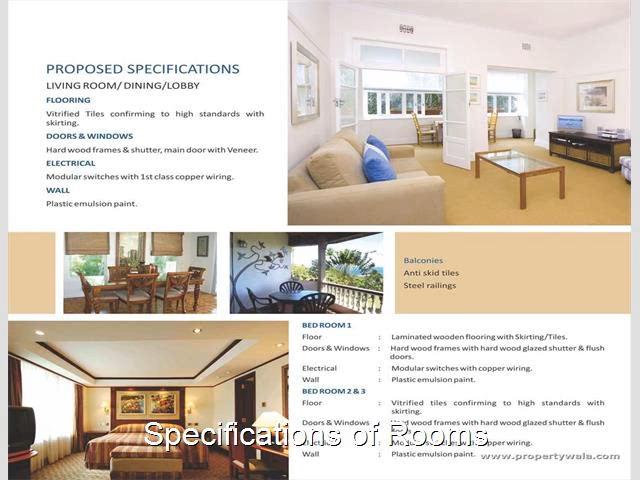 PROPOSED SPECIFICATIONS
LIVING ROOM/ DINING/LOBBY
FLOORING
Vitrified Tiles confirming to high standards with
skirting.
DOORS & WINDOWS
Hard wood frames & shutter, main door with Veneer.
ELECTRICAL
Modular switches with 1st class copper wiring.
WALL
Plastic emulsion paint.
Balconies
Anti skid tiles
Steel railings
BED ROOM 1
Floor : Laminated wooden flooring with Skirting/Tiles.
Doors & Windows : Hard wood frames with hard wood glazed shutter & flush
doors.
Electrical : Modular switches with copper wiring.
Wall : Plastic emulsion paint.
BED ROOM 2 & 3
Floor : Vitrified tiles confirming to high standards with
skirting.
Doors & Windows wood frames with hard wood glazed shutter & flush
Specifications of Rooms
copper wiring.
Wall : Plastic emulsion paint.
www.propertywala.com